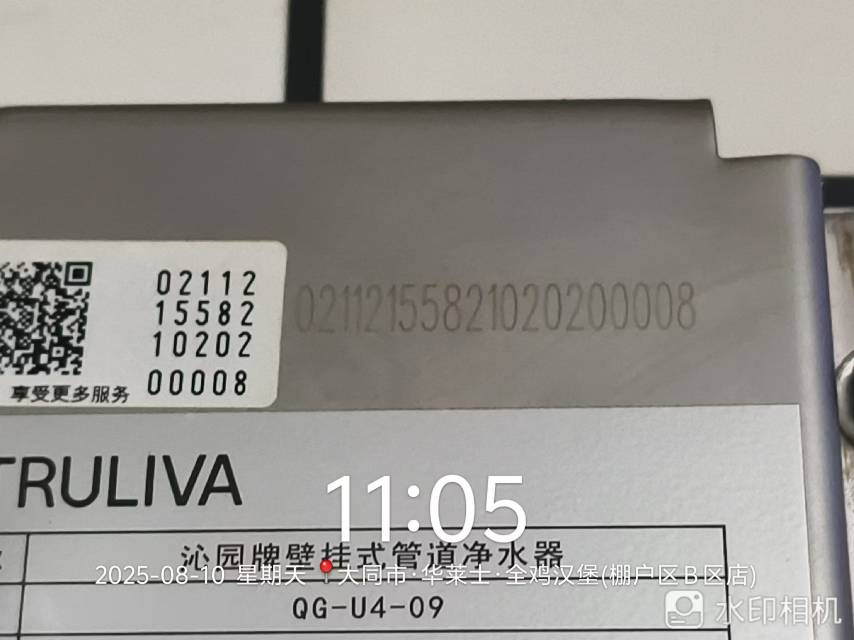 02112
15582
10202
00008
享受更多服务
02112155821020200008
TRULIVA
11:05
沁园牌壁挂式管道净水器
2025-08-10 星期天 大同市·华莱士·全鸡汉堡(棚户区B区店)
QG-U4-09
水印相机